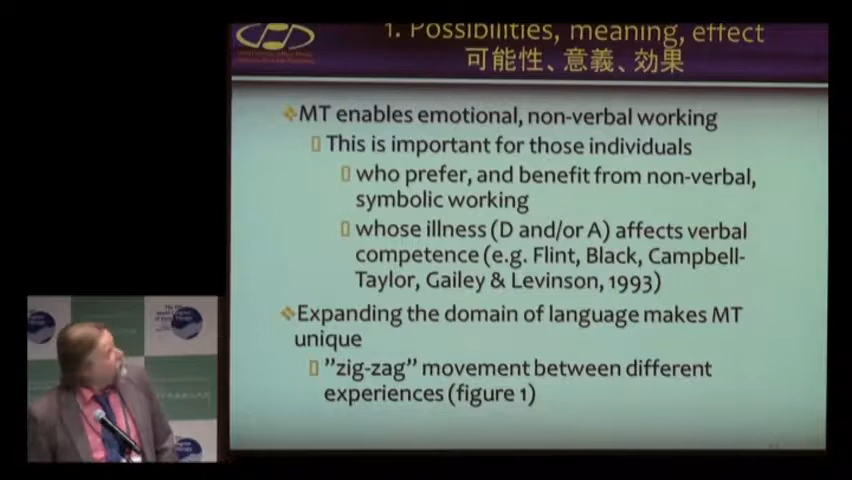 1. Possibilities, meaning, effect
可能性、意義、効果
MT enables emotional, non-verbal working
This is important for those individuals
who prefer, and benefit from non-verbal,
symbolic working
whose illness (D and/or A) affects verbal
competence (e.g. Flint, Black, Campbell-
Taylor, Gailey & Levinson, 1993)
Expanding the domain of language makes MT
unique
”zig-zag” movement between different
experiences (figure 1)